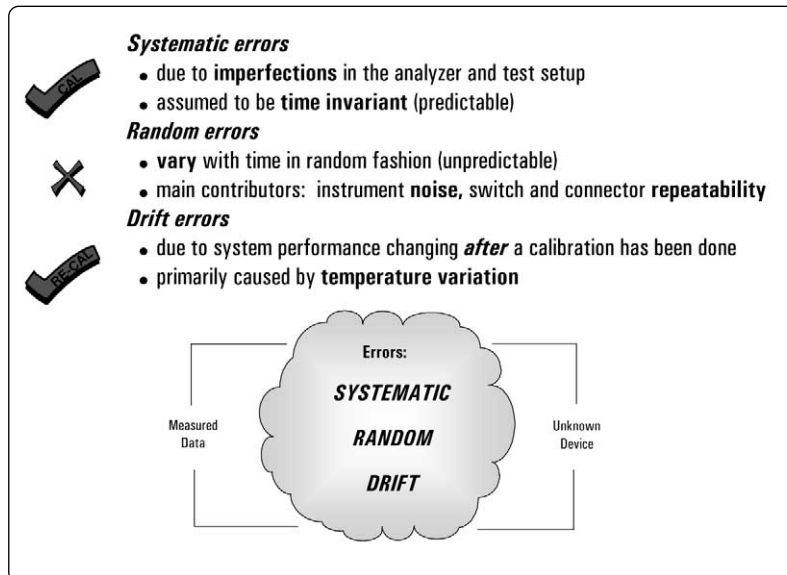 Systematic errors
• due to imperfections in the analyzer and test setup
CAL
• assumed to be time invariant (predictable)
Random errors
• vary with time in random fashion (unpredictable)
• main contributors: instrument noise, switch and connector repeatability
Drift errors
• due to system performance changing after a calibration has been done
RE-CAL
• primarily caused by temperature variation
Errors:
SYSTEMATIC
RANDOM
DRIFT
Measured
Data
Unknown
Device